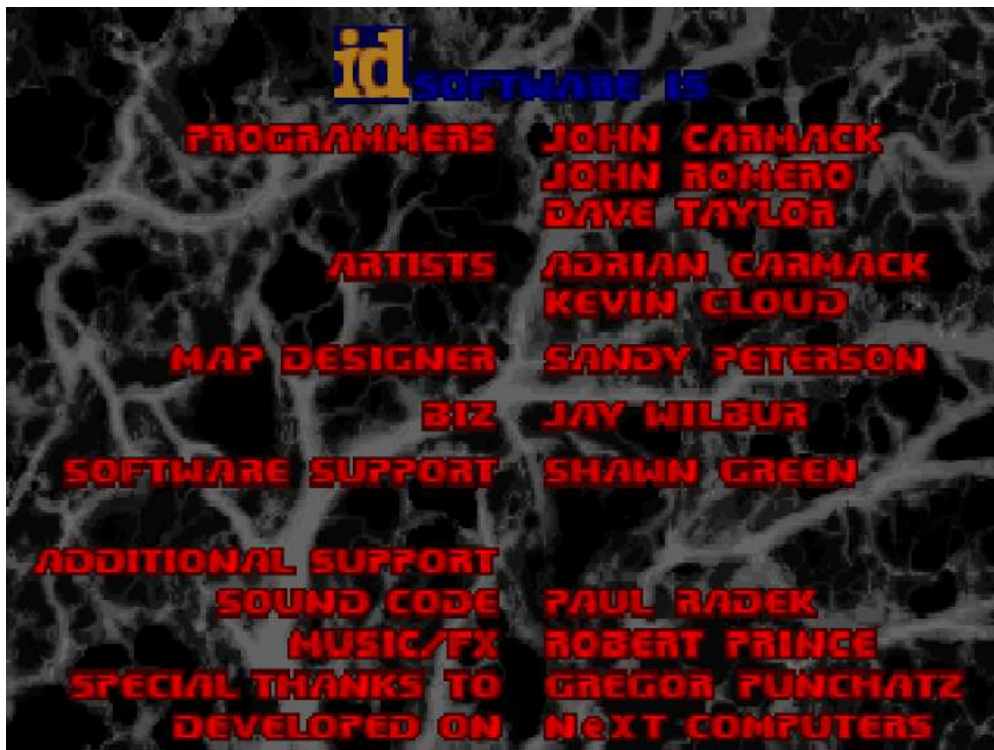 id SOFTWARE IS
PROGRAMMERS JOHN CARMACK
JOHN ROMERO
DAVE TAYLOR
ARTISTS ADRIAN CARMACK
KEVIN CLOUD
MAP DESIGNER SANDY PETERSON
BIZ JAY WILBUR
SOFTWARE SUPPORT SHAWN GREEN
ADDITIONAL SUPPORT
SOUND CODE PAUL RADEK
MUSIC/FX ROBERT PRINCE
SPECIAL THANKS TO GREGOR PUNCHATZ
DEVELOPED ON NeXT COMPUTERS